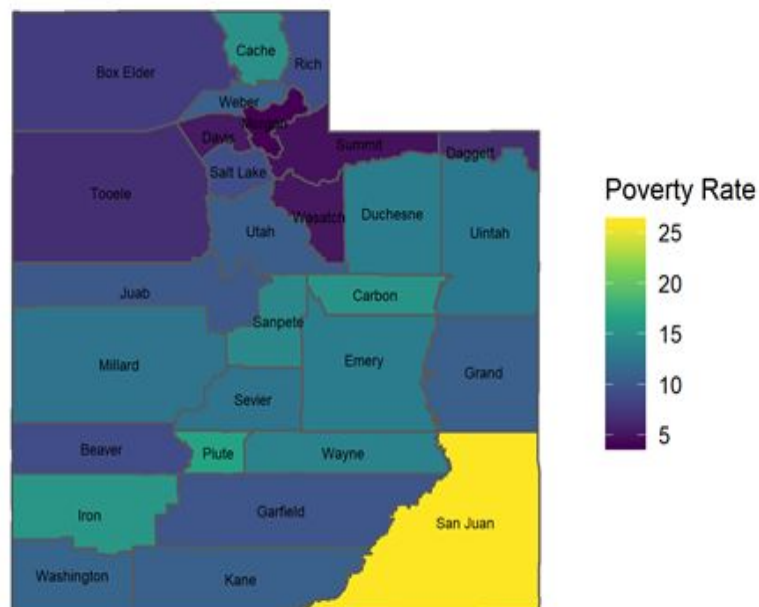 Cache
Box Elder
Rich
Weber
Davis
Summit
Daggett
Salt Lake
Tooele
Wasatch
Duchesne
Uintah
Utah
Juab
Carbon
Sanpete
Millard
Emery
Grand
Sevier
Beaver
Piute
Wayne
Iron
Garfield
San Juan
Washington
Kane
Poverty Rate
25
20
15
10
5